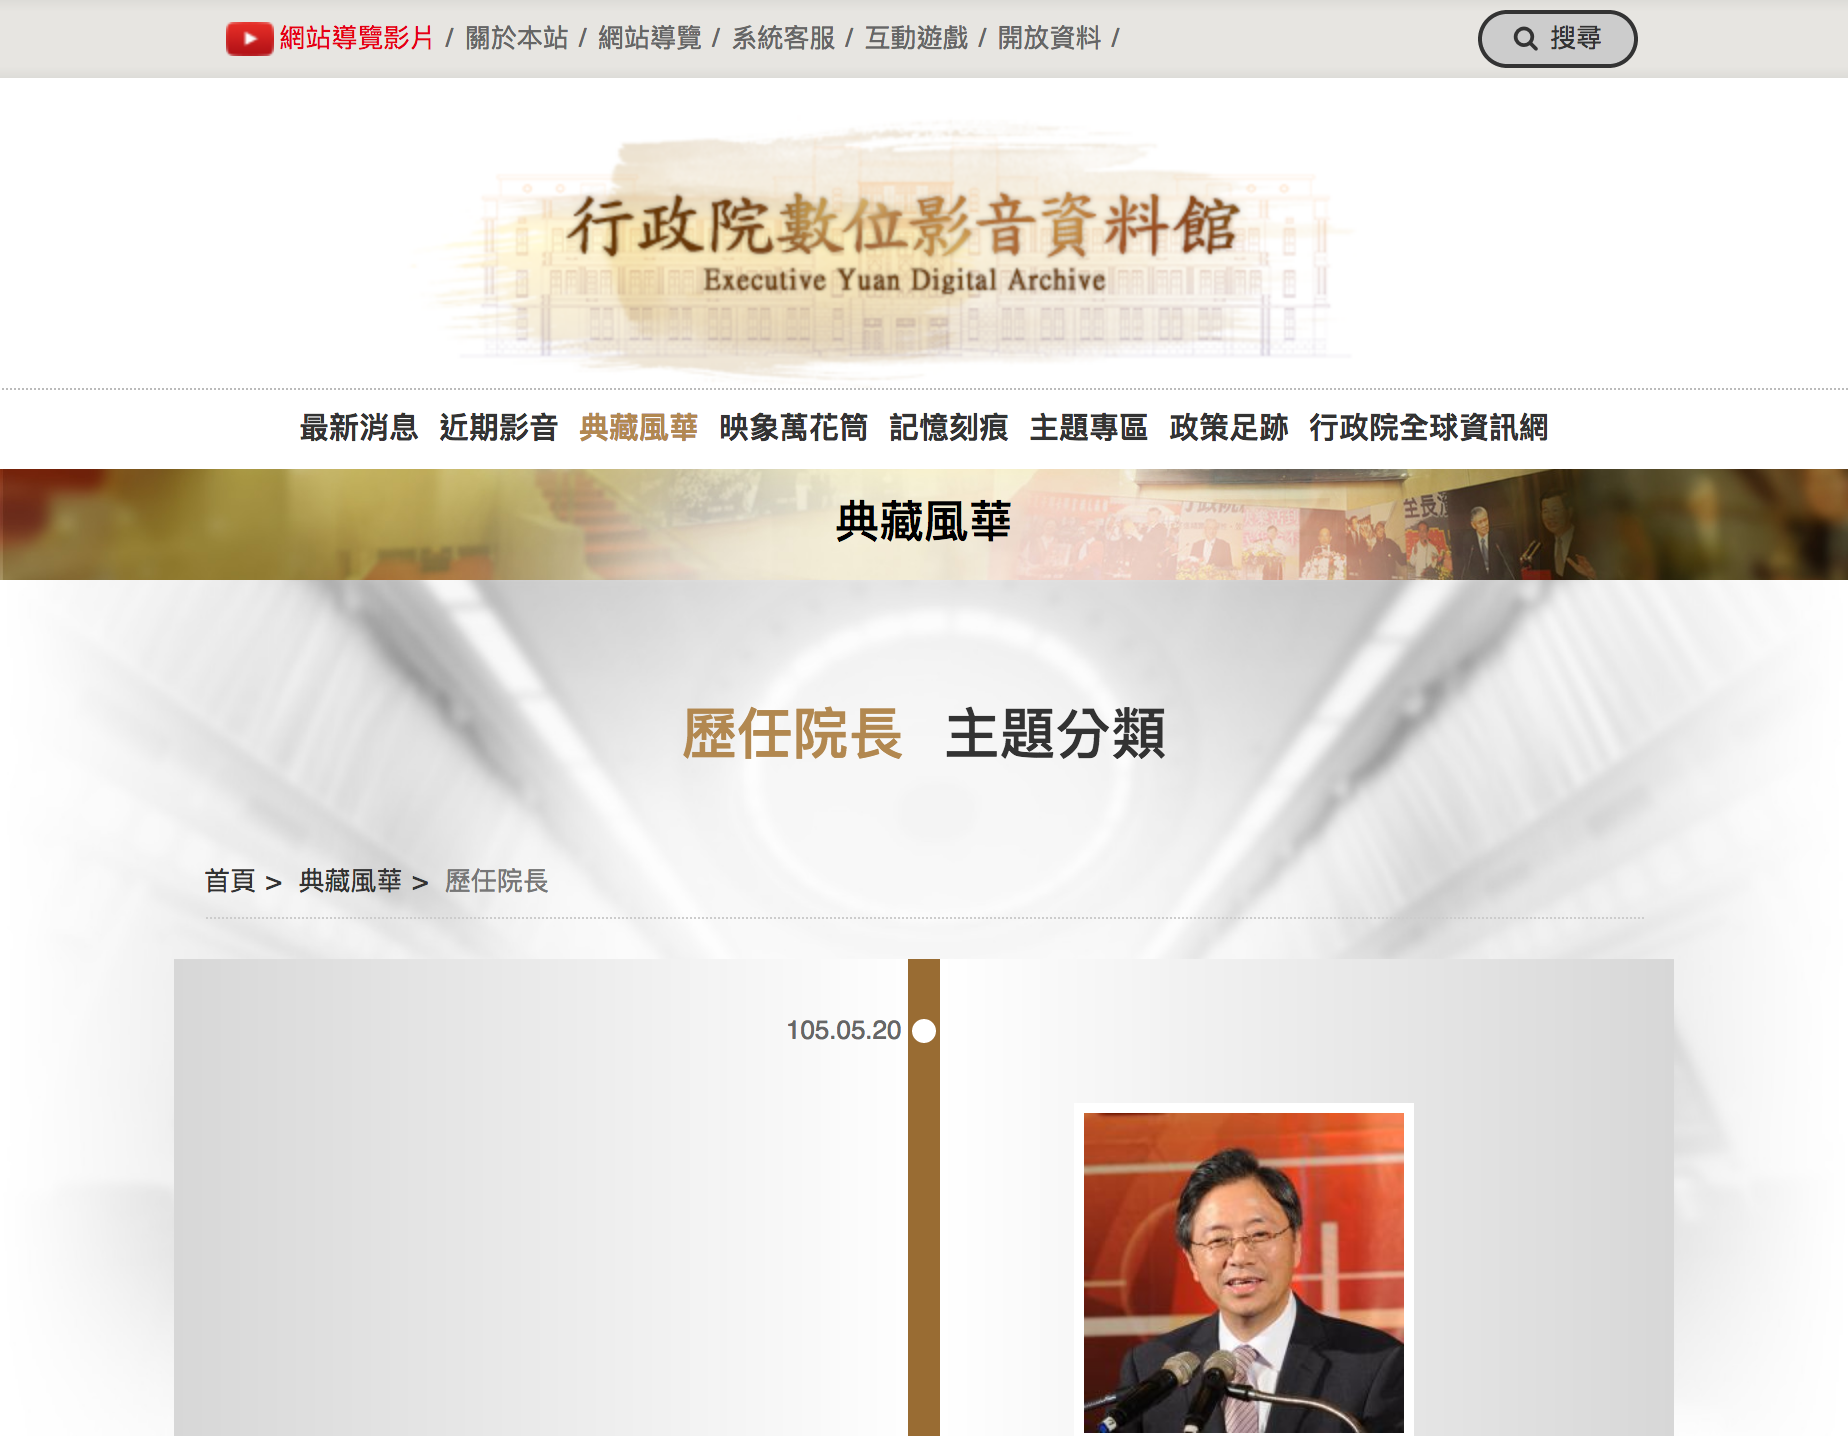 網站導覽影片 / 關於本站 / 網站導覽 / 系統客服 / 互動遊戲 / 開放資料 /
搜尋
行政院數位影音資料館
Executive Yuan Digital Archive
最新消息 近期影音 典藏風華 映象萬花筒 記憶刻痕 主題專區 政策足跡 行政院全球資訊網
典藏風華
歷任院長 主題分類
首頁 > 典藏風華 > 歷任院長
105.05.20